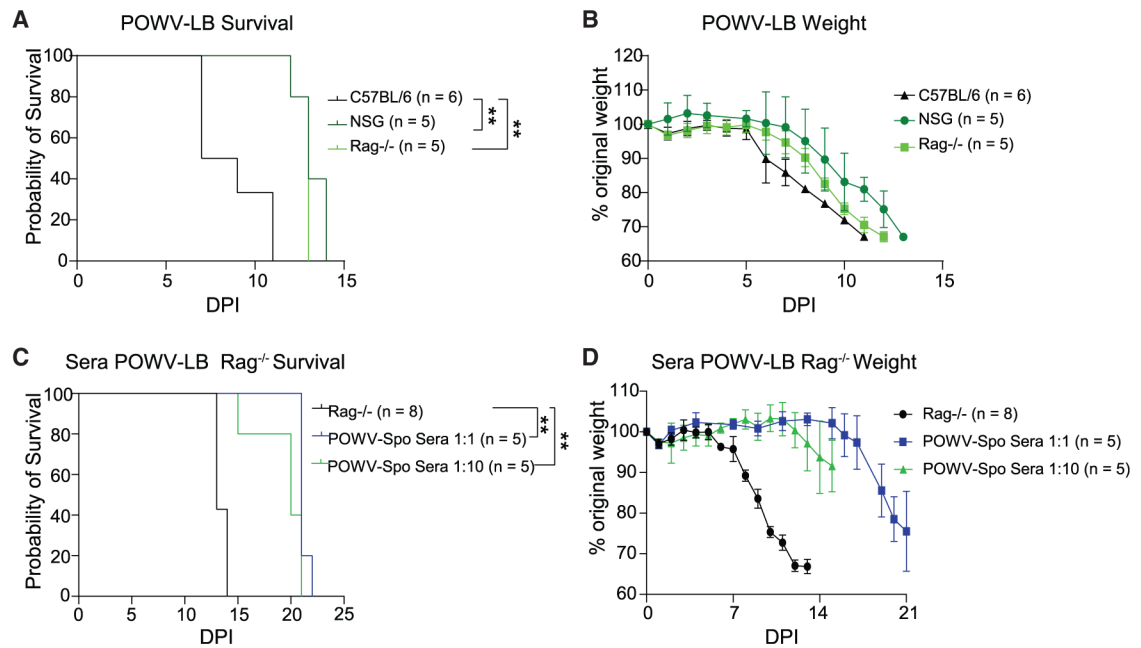 A
POWV-LB Survival
Probability of Survival
100
80
60
40
20
0
0 5 10 15
DPI
C57BL/6 (n = 6)
NSG (n = 5)
Rag-/- (n = 5)
**
**
B
POWV-LB Weight
% original weight
120
110
100
90
80
70
60
0 5 10 15
DPI
C57BL/6 (n = 6)
NSG (n = 5)
Rag-/- (n = 5)
C
Sera POWV-LB Rag-/- Survival
Probability of Survival
100
80
60
40
20
0
0 5 10 15 20 25
DPI
Rag-/- (n = 8)
POWV-Spo Sera 1:1 (n = 5)
POWV-Spo Sera 1:10 (n = 5)
**
**
D
Sera POWV-LB Rag-/- Weight
% original weight
110
100
90
80
70
60
0 7 14 21
DPI
Rag-/- (n = 8)
POWV-Spo Sera 1:1 (n = 5)
POWV-Spo Sera 1:10 (n = 5)